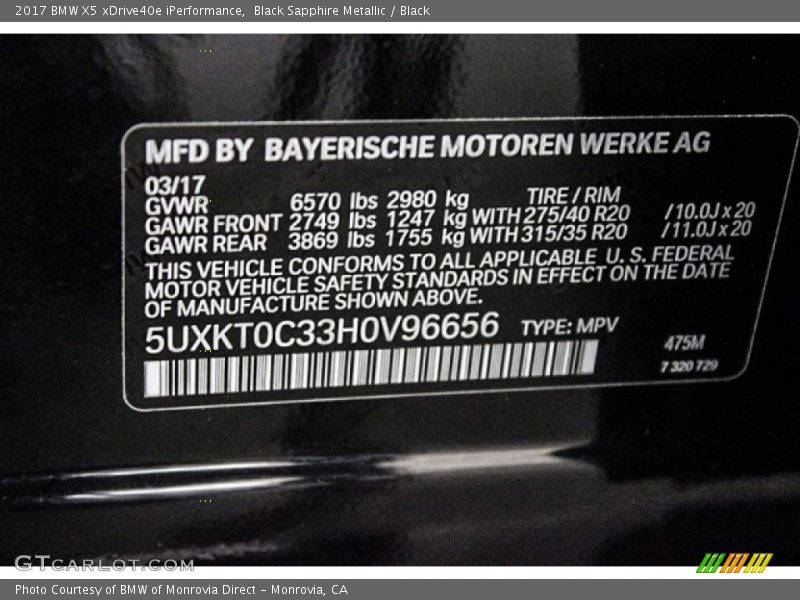 2017 BMW X5 xDrive40e iPerformance,  Black Sapphire Metallic / Black
MFD BY BAYERISCHE MOTOREN WERKE AG
03/17
GVWR 6570 lbs 2980 kg TIRE / RIM
GAWR FRONT 2749 lbs 1247 kg WITH 275/40 R20 /10.0J x 20
GAWR REAR 3869 lbs 1755 kg WITH 315/35 R20 /11.0J x 20
THIS VEHICLE CONFORMS TO ALL APPLICABLE U. S. FEDERAL
MOTOR VEHICLE SAFETY STANDARDS IN EFFECT ON THE DATE
OF MANUFACTURE SHOWN ABOVE.
5UXKT0C33H0V96656 TYPE: MPV
475M
7 320 729
GTCARLOT.COM
Photo Courtesy of BMW of Monrovia Direct - Monrovia, CA